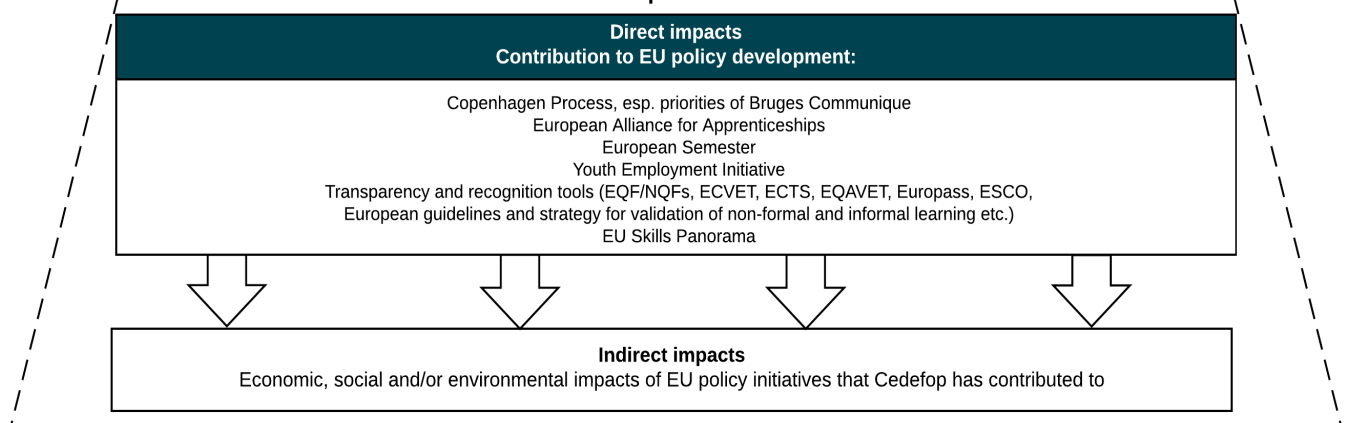 Direct impacts
Contribution to EU policy development:
Copenhagen Process, esp. priorities of Bruges Communique
European Alliance for Apprenticeships
European Semester
Youth Employment Initiative
Transparency and recognition tools (EQF/NQFs, ECVET, ECTS, EQAVET, Europass, ESCO,
European guidelines and strategy for validation of non-formal and informal learning etc.)
EU Skills Panorama
Indirect impacts
Economic, social and/or environmental impacts of EU policy initiatives that Cedefop has contributed to